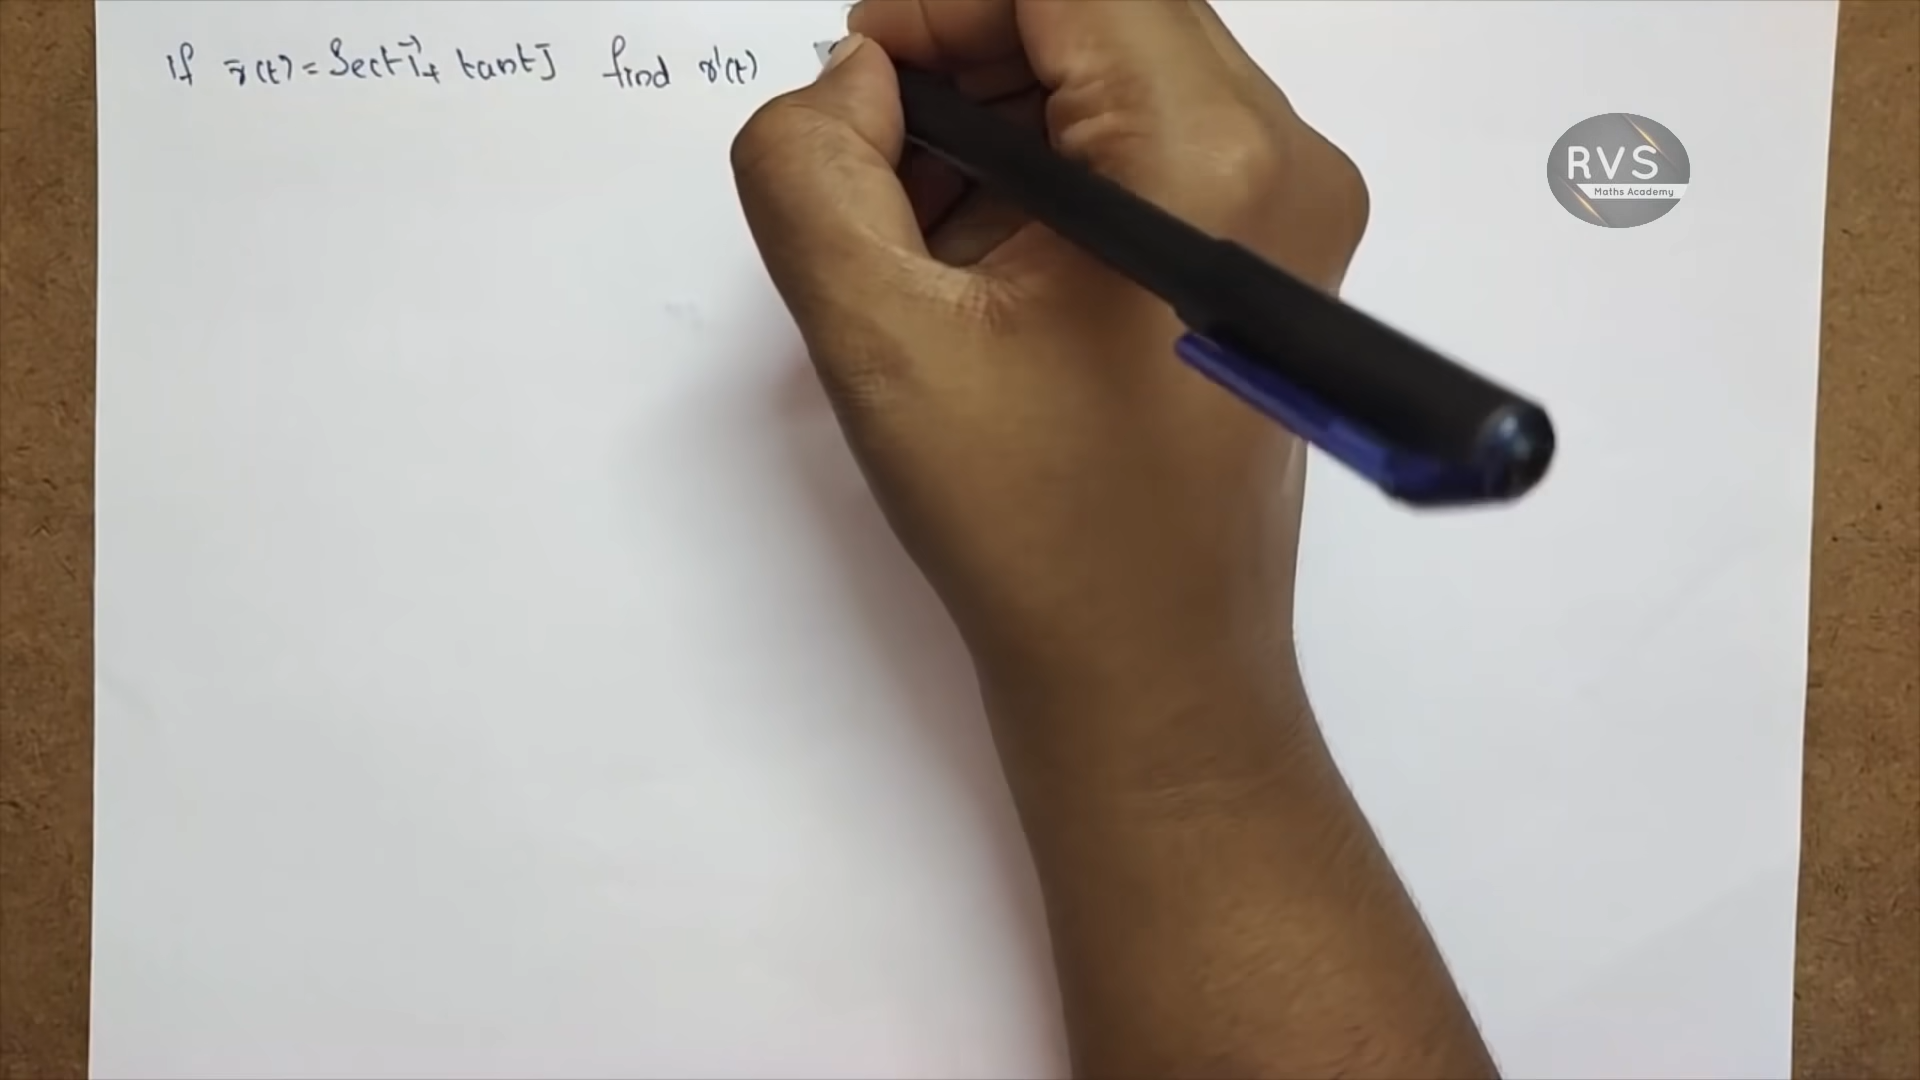 If r̄(t) = Sect i⃗ + tant j̄ find r'(t)
RVS
Maths Academy